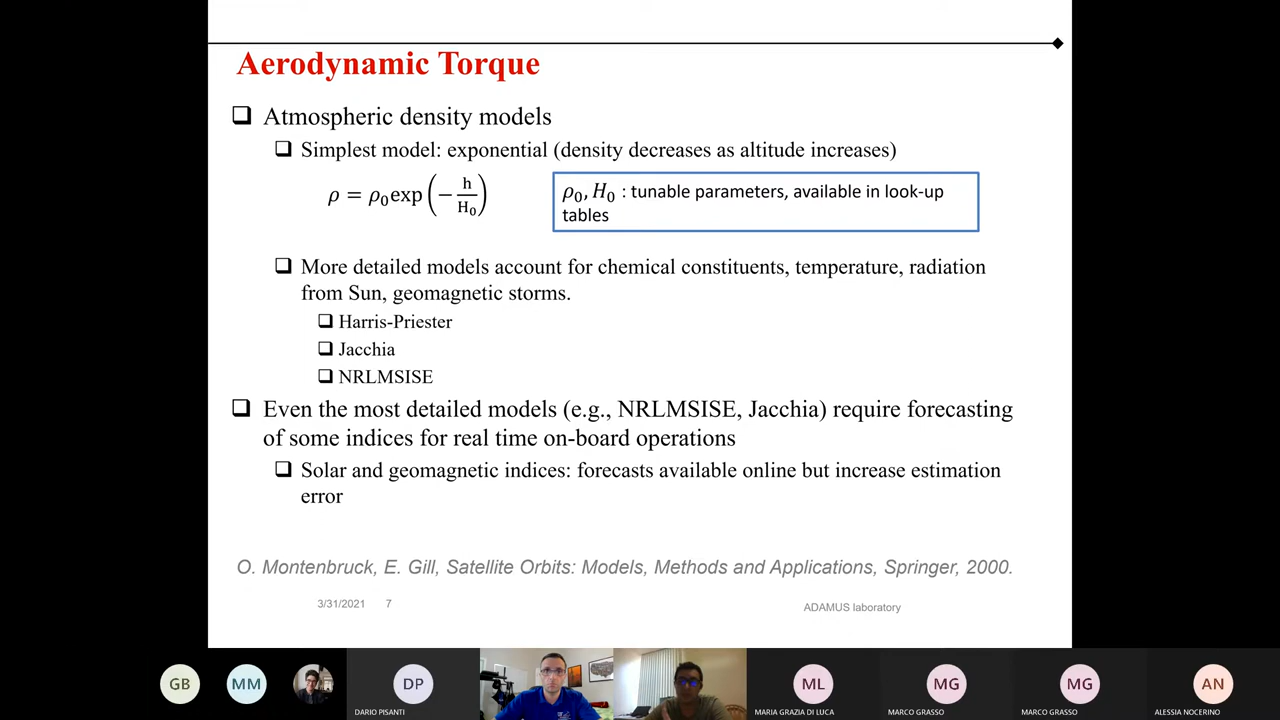 Aerodynamic Torque
Atmospheric density models
Simplest model: exponential (density decreases as altitude increases)
ρ = ρ₀exp(−h/H₀)
ρ₀, H₀ : tunable parameters, available in look-up
tables
More detailed models account for chemical constituents, temperature, radiation
from Sun, geomagnetic storms.
Harris-Priester
Jacchia
NRLMSISE
Even the most detailed models (e.g., NRLMSISE, Jacchia) require forecasting
of some indices for real time on-board operations
Solar and geomagnetic indices: forecasts available online but increase estimation
error
O. Montenbruck, E. Gill, Satellite Orbits: Models, Methods and Applications, Springer, 2000.
3/31/2021 7
ADAMUS laboratory
GB
MM
DP
ML
MG
MG
AN
DARIO PISANTI
MARIA GRAZIA DI LUCA
MARCO GRASSO
MARCO GRASSO
ALESSIA NOCERINO